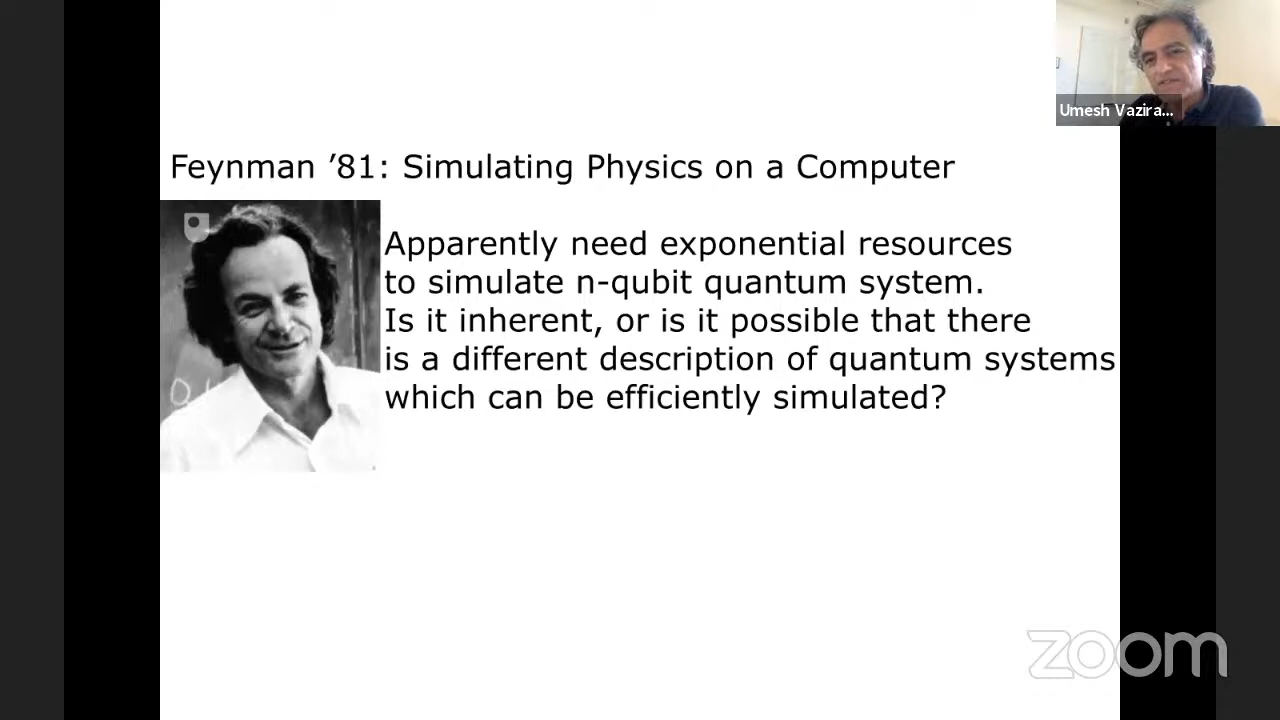 Umesh Vazira...
Feynman ’81: Simulating Physics on a Computer
Apparently need exponential resources
to simulate n-qubit quantum system.
Is it inherent, or is it possible that there
is a different description of quantum systems
which can be efficiently simulated?
zoom